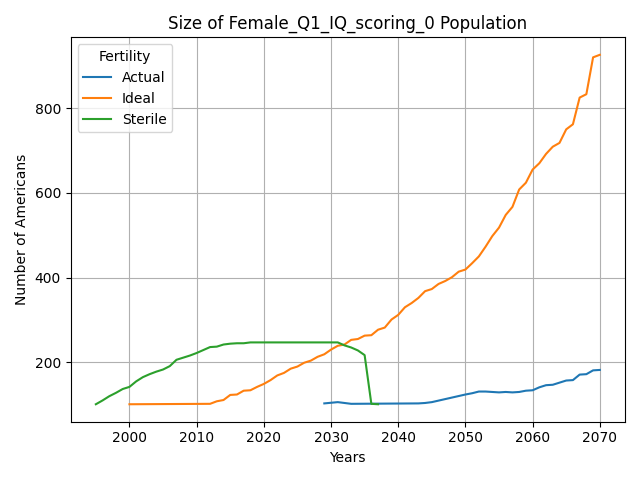 Size of Female_Q1_IQ_scoring_0 Population
Fertility
Actual
Ideal
Sterile
Number of Americans
800
600
400
200
2000 2010 2020 2030 2040 2050 2060 2070
Years